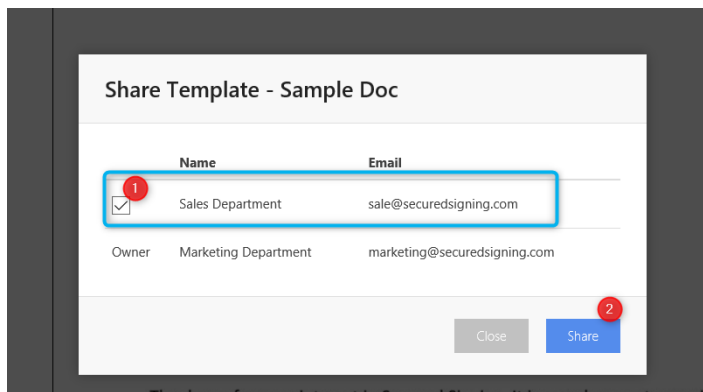 Share Template - Sample Doc
Name Email
1
Sales Department sale@securedsigning.com
Owner Marketing Department marketing@securedsigning.com
2
Close Share